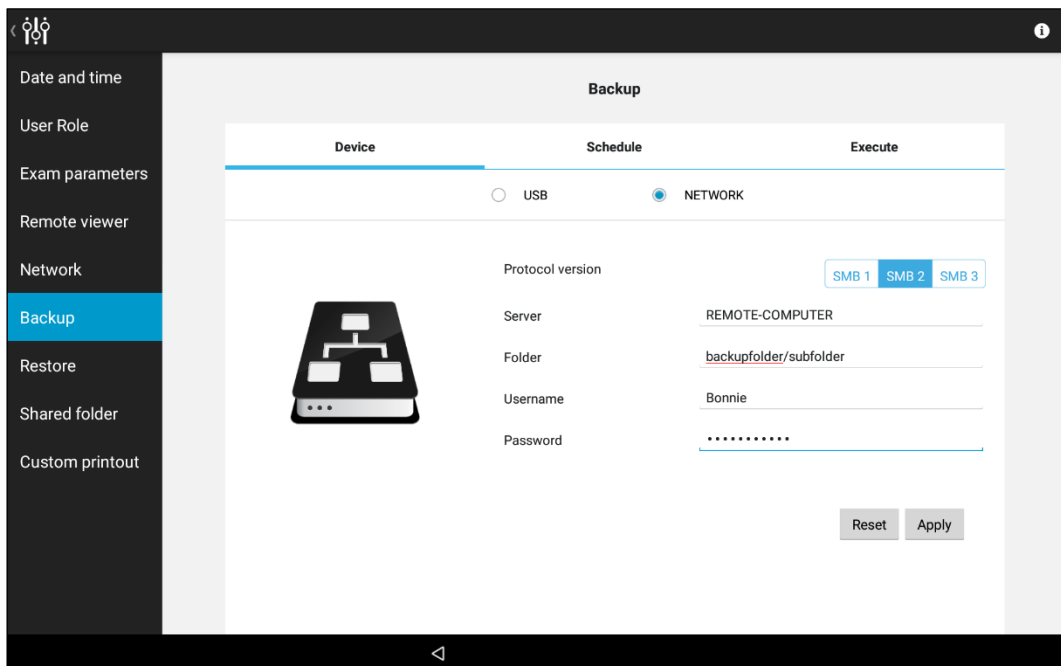 Date and time
User Role
Exam parameters
Remote viewer
Network
Backup
Restore
Shared folder
Custom printout
Backup
Device Schedule Execute
USB NETWORK
Protocol version SMB 1 SMB 2 SMB 3
Server REMOTE-COMPUTER
Folder backupfolder/subfolder
Username Bonnie
Password •••••••••••
Reset Apply